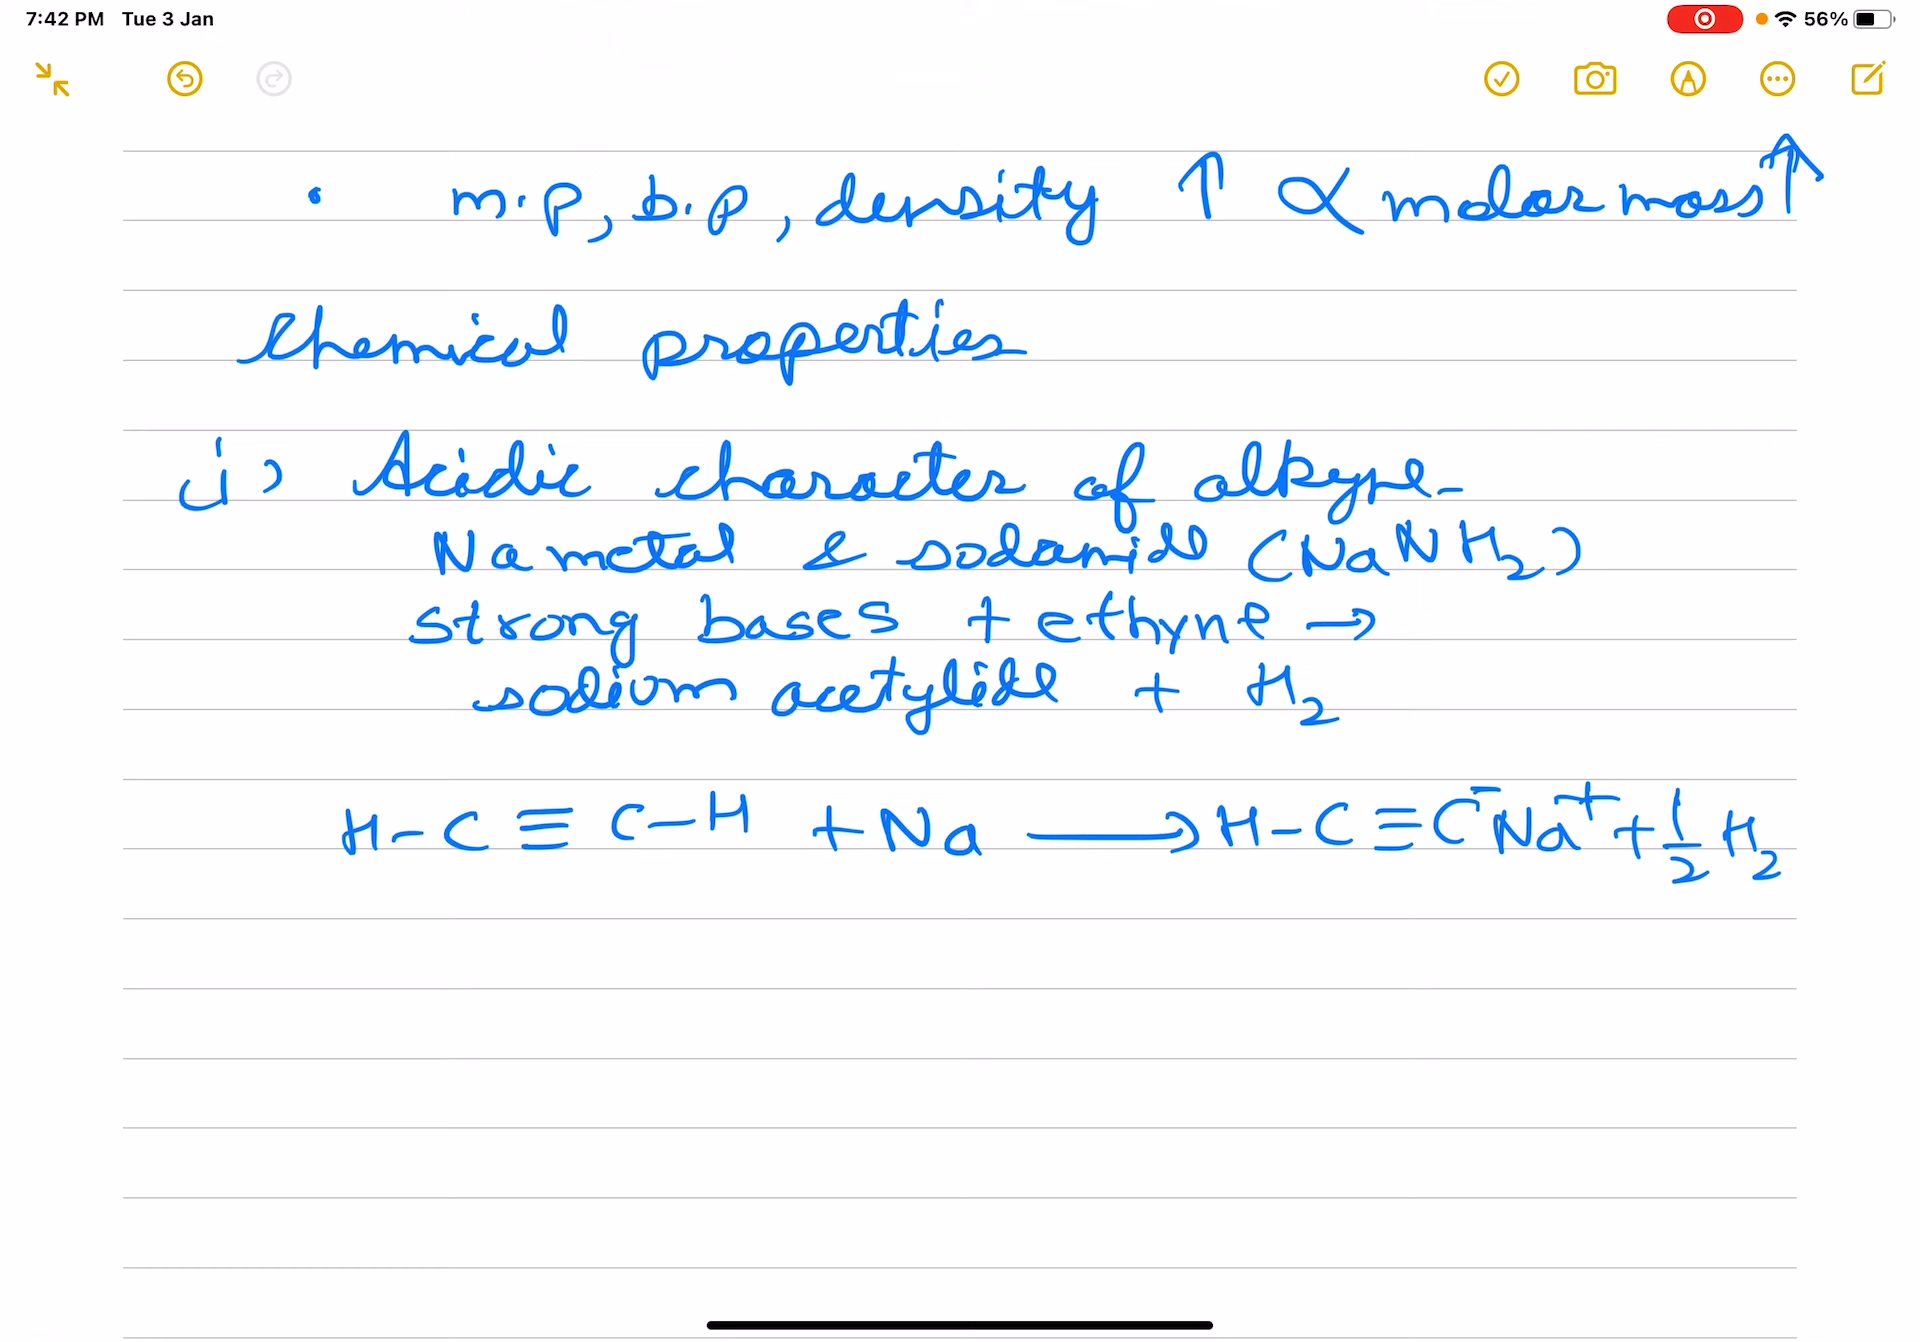 7:42 PM Tue 3 Jan 56%
• m.p, b.p, density ↑ ∝ molar mass ↑
Chemical properties
i) Acidic character of alkyne-
Na metal & sodamide (NaNH₂)
strong bases + ethyne →
sodium acetylide + H₂
H-C≡C-H + Na ⟶ H-C≡C⁻Na⁺ + 1/2 H₂